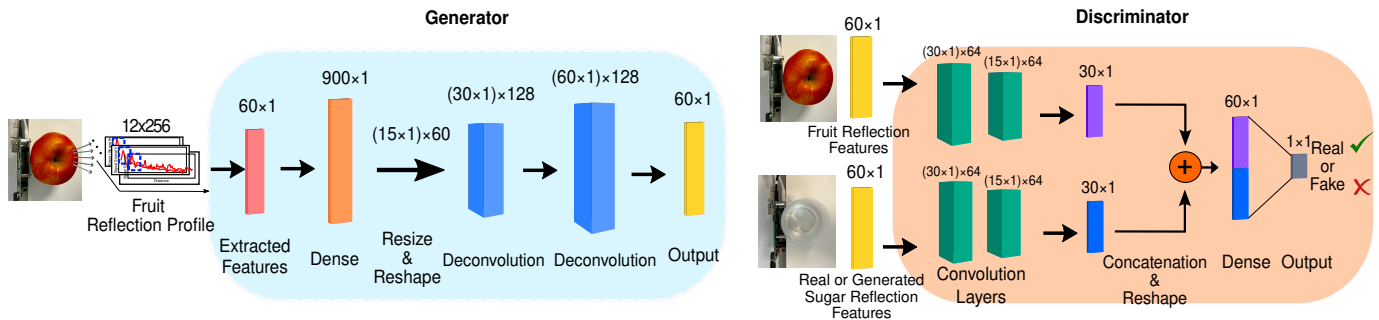 Generator
12x256
Fruit
Reflection Profile
60×1
Extracted
Features
900×1
Dense
(15×1)×60
Resize
&
Reshape
(30×1)×128
Deconvolution
(60×1)×128
Deconvolution
60×1
Output
Discriminator
60×1
Fruit Reflection
Features
60×1
Real or Generated
Sugar Reflection
Features
(30×1)×64
(15×1)×64
(30×1)×64
(15×1)×64
Convolution
Layers
30×1
30×1
+
Concatenation
&
Reshape
60×1
Dense
1×1
Output
Real
or
Fake